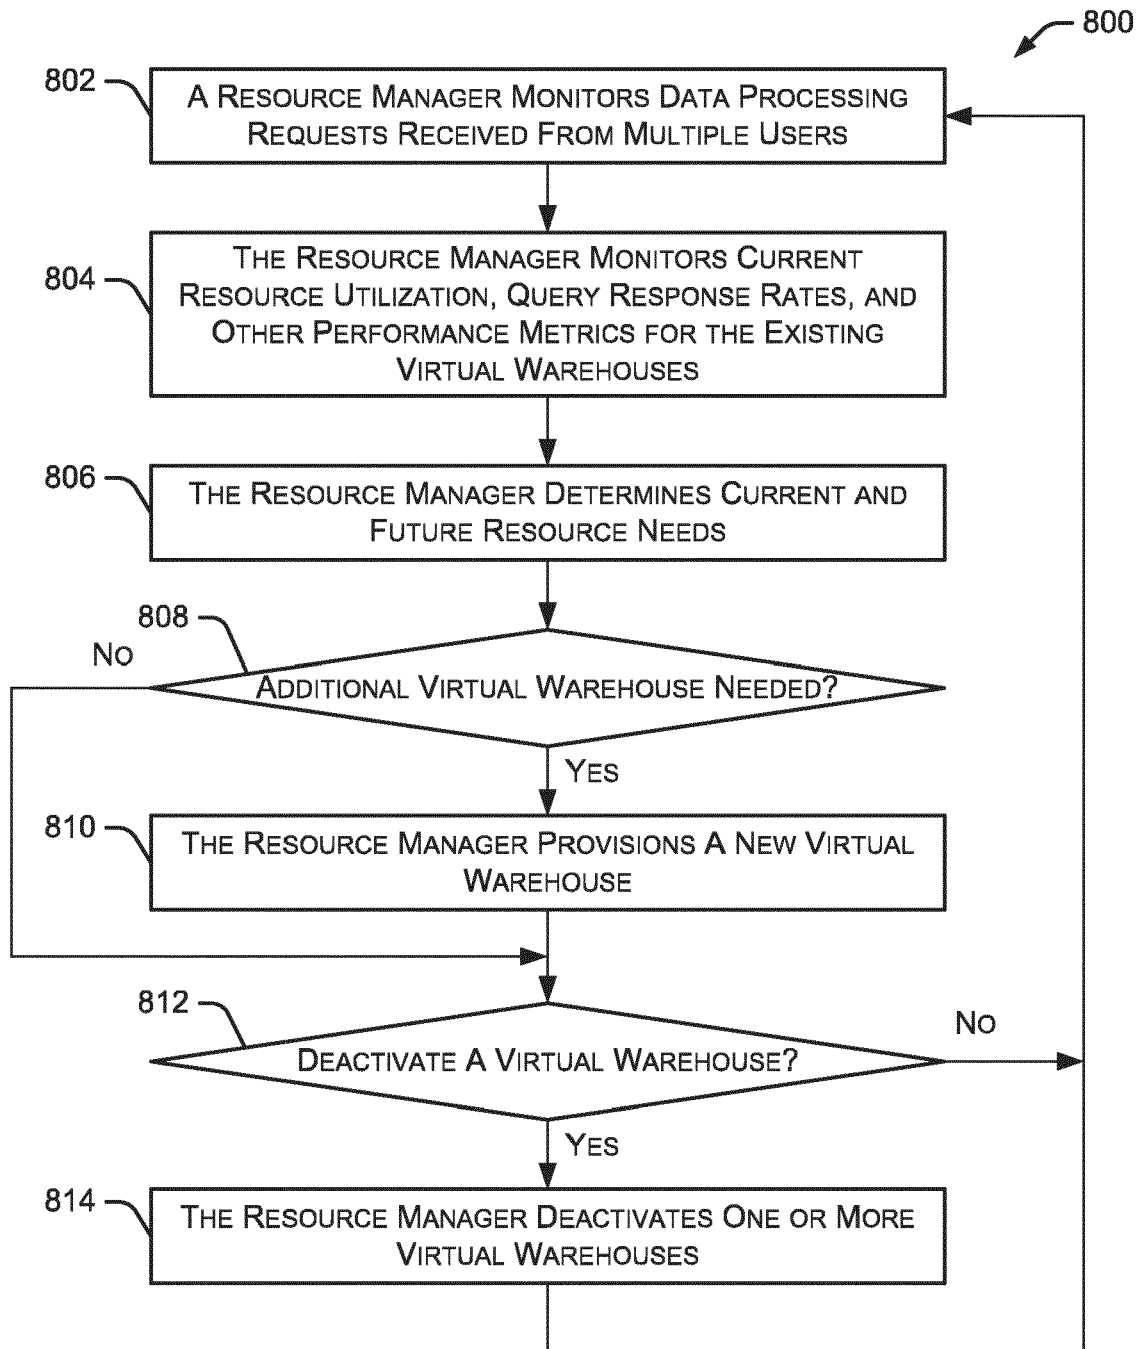 800
802
A RESOURCE MANAGER MONITORS DATA PROCESSING
REQUESTS RECEIVED FROM MULTIPLE USERS
804
THE RESOURCE MANAGER MONITORS CURRENT
RESOURCE UTILIZATION, QUERY RESPONSE RATES, AND
OTHER PERFORMANCE METRICS FOR THE EXISTING
VIRTUAL WAREHOUSES
806
THE RESOURCE MANAGER DETERMINES CURRENT AND
FUTURE RESOURCE NEEDS
808
NO
ADDITIONAL VIRTUAL WAREHOUSE NEEDED?
YES
810
THE RESOURCE MANAGER PROVISIONS A NEW VIRTUAL
WAREHOUSE
812
NO
DEACTIVATE A VIRTUAL WAREHOUSE?
YES
814
THE RESOURCE MANAGER DEACTIVATES ONE OR MORE
VIRTUAL WAREHOUSES